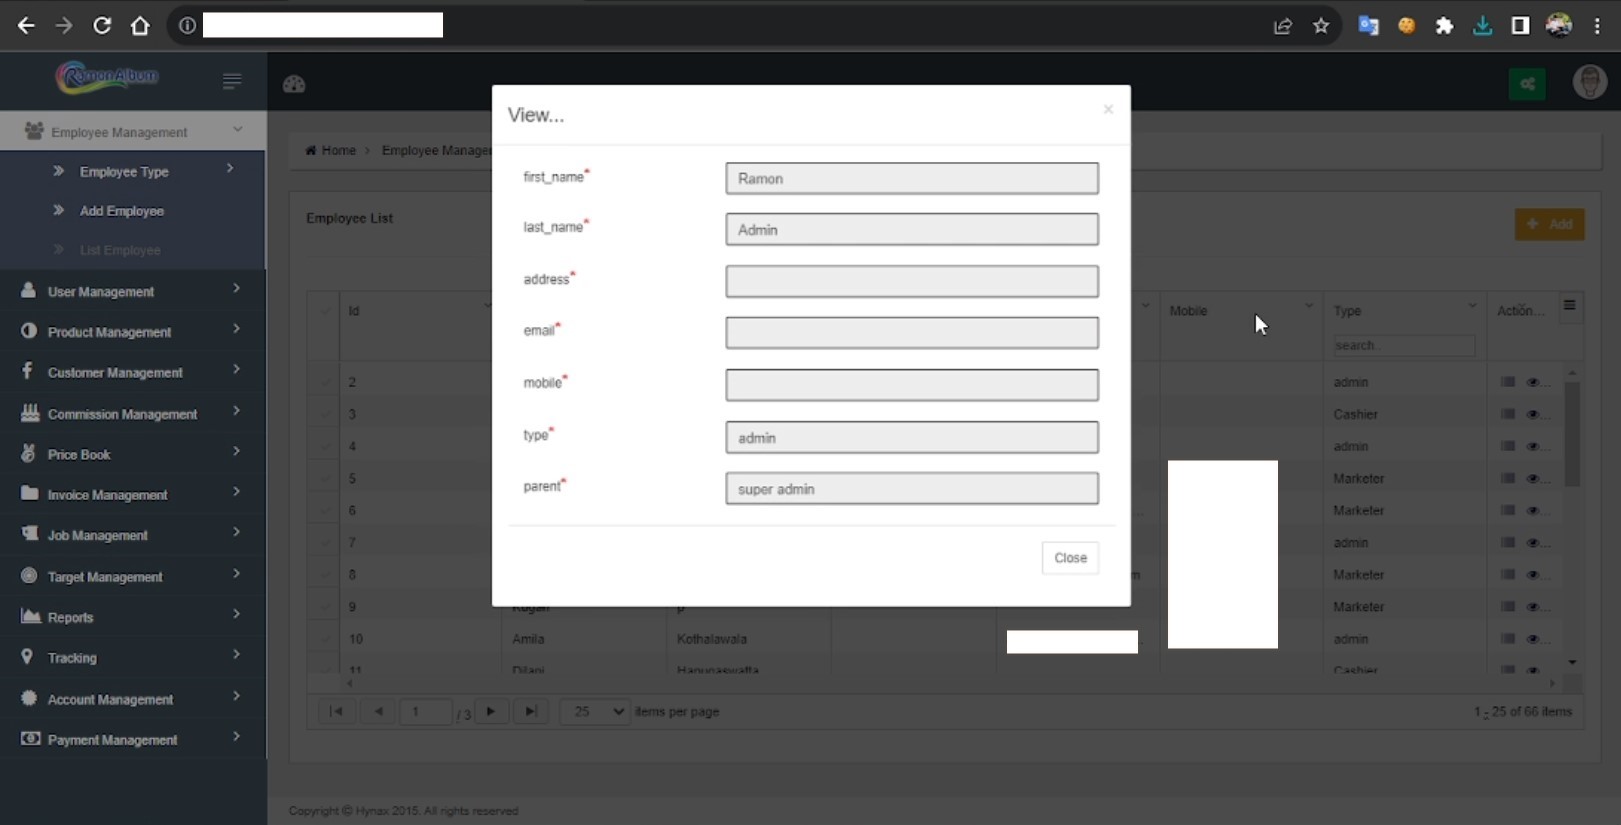 RamonAlbum
Employee Management
Employee Type
Add Employee
List Employee
User Management
Product Management
Customer Management
Commission Management
Price Book
Invoice Management
Job Management
Target Management
Reports
Tracking
Account Management
Payment Management
Home > Employee Manage
Employee List
+ Add
View...
×
first_name* Ramon
last_name* Admin
address*
email*
mobile*
type* admin
parent* super admin
Close
Id Mobile Type Action...
search..
2 admin
3 Cashier
4 admin
5 Marketer
6 Marketer
7 admin
8 m Marketer
9 p Marketer
10 Amila Kothalawala admin
11 Dilani Cashier
1 / 3 25 items per page 1 - 25 of 66 items
Copyright © Hynax 2015. All rights reserved